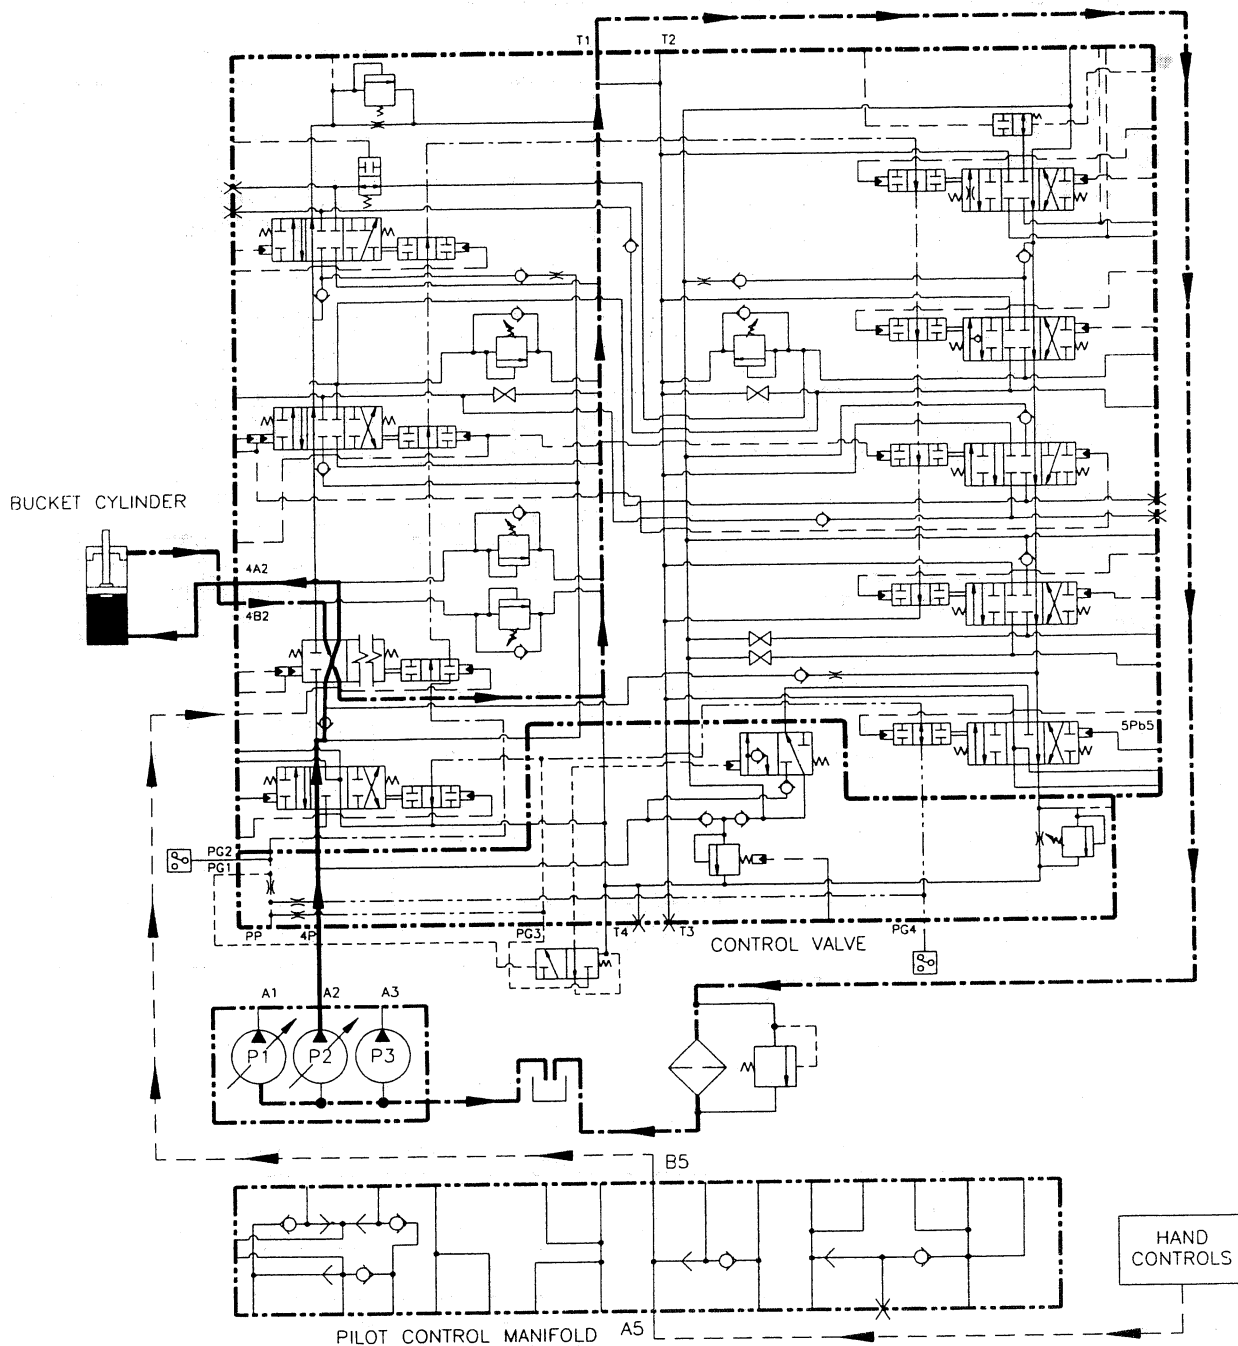 T1
T2
BUCKET CYLINDER
4A2
4B2
5Pb5
PG2
PG1
PP
4P
PG3
T4
T3
PG4
CONTROL VALVE
A1
A2
A3
P1
P2
P3
B5
HAND
CONTROLS
PILOT CONTROL MANIFOLD
A5